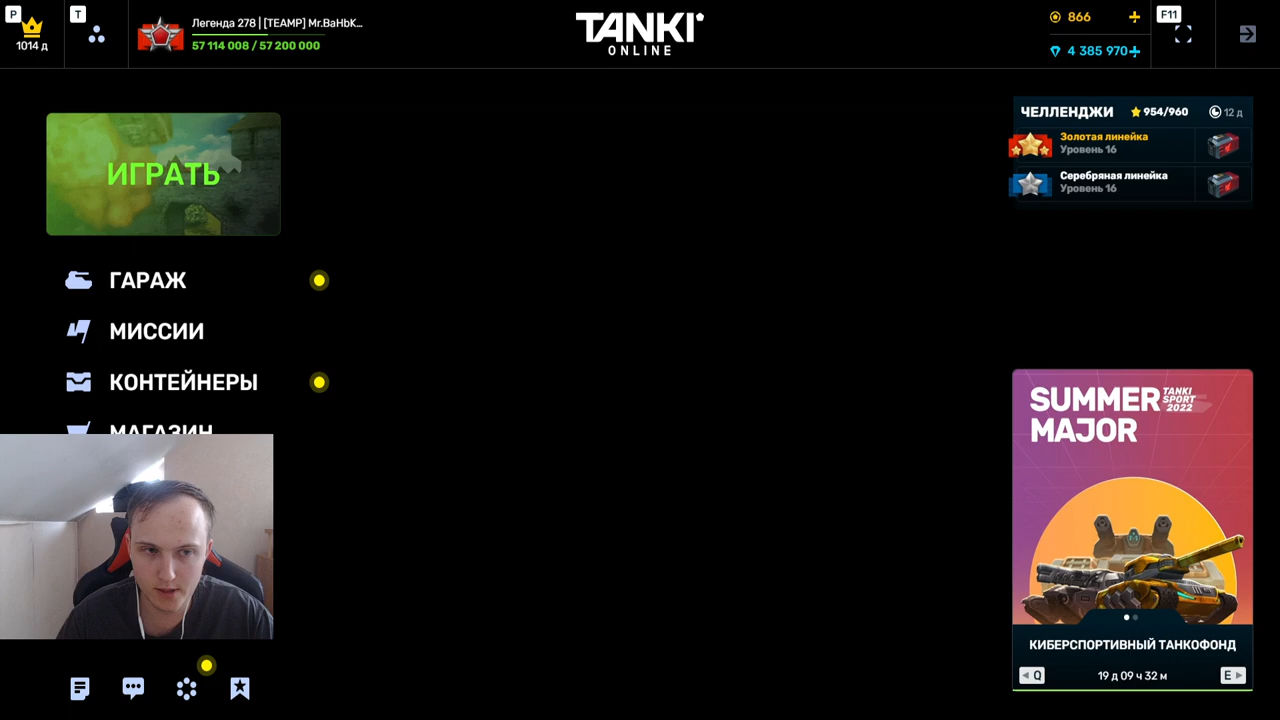 P
1014 д
T
Легенда 278 | [TEAMP] Mr.BaHbK...
57 114 008 / 57 200 000
TANKI
ONLINE
866
4 385 970
F11
ЧЕЛЛЕНДЖИ 954/960 12 д
Золотая линейка
Уровень 16
Серебряная линейка
Уровень 16
ИГРАТЬ
ГАРАЖ
МИССИИ
КОНТЕЙНЕРЫ
МАГАЗИН
SUMMER
MAJOR
TANKI
SPORT
2022
КИБЕРСПОРТИВНЫЙ ТАНКОФОНД
Q 19 д 09 ч 32 м E